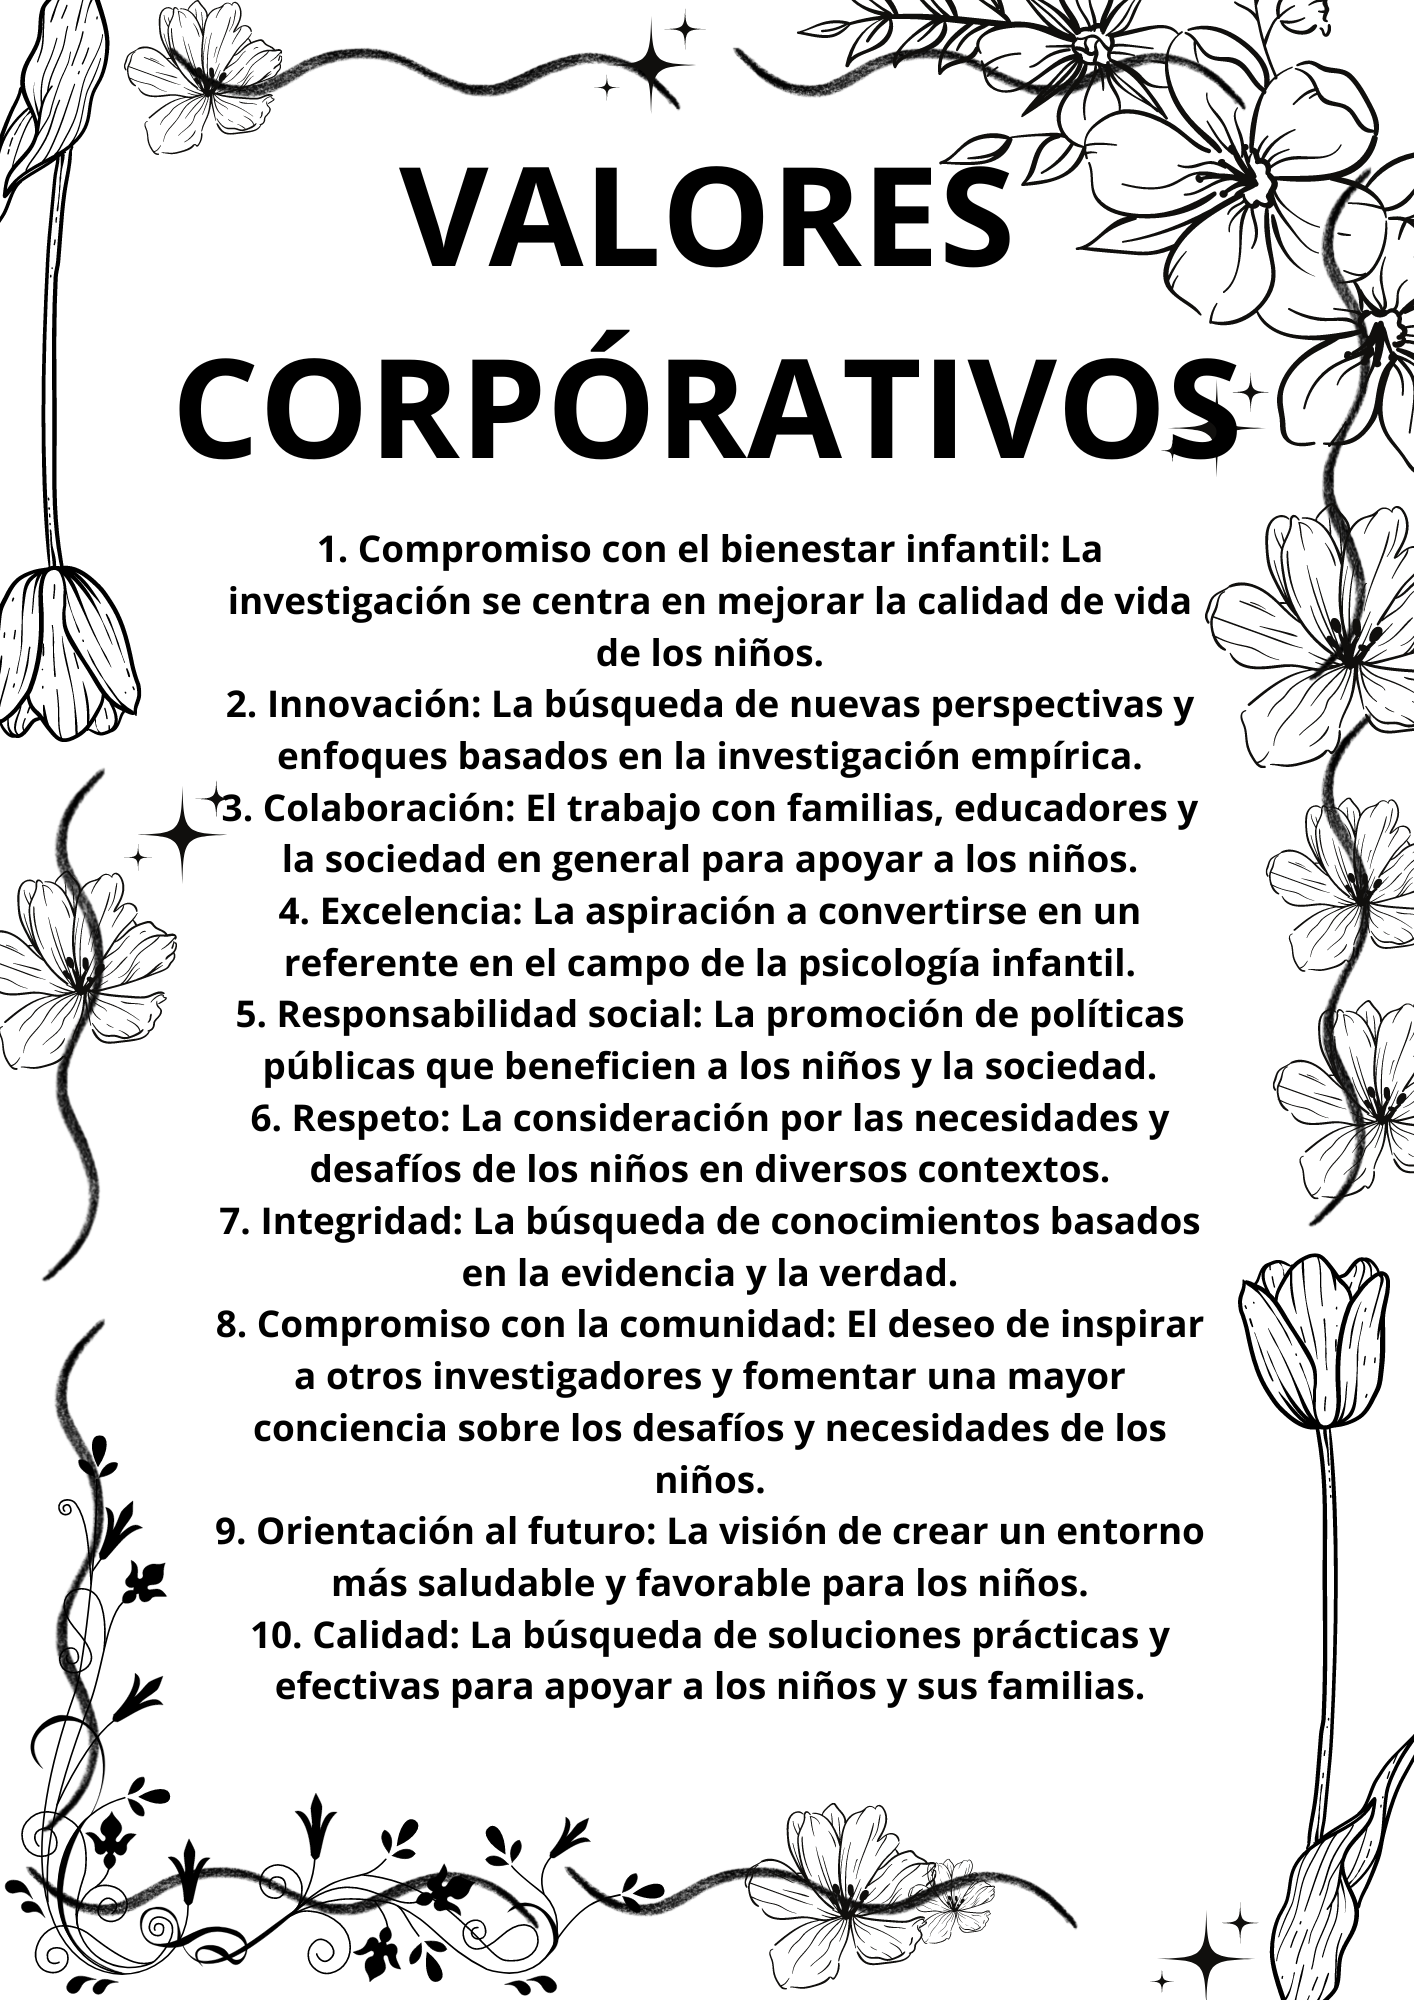 VALORES
CORPÓRATIVOS
1. Compromiso con el bienestar infantil: La
investigación se centra en mejorar la calidad de vida
de los niños.
2. Innovación: La búsqueda de nuevas perspectivas y
enfoques basados en la investigación empírica.
3. Colaboración: El trabajo con familias, educadores y
la sociedad en general para apoyar a los niños.
4. Excelencia: La aspiración a convertirse en un
referente en el campo de la psicología infantil.
5. Responsabilidad social: La promoción de políticas
públicas que beneficien a los niños y la sociedad.
6. Respeto: La consideración por las necesidades y
desafíos de los niños en diversos contextos.
7. Integridad: La búsqueda de conocimientos basados
en la evidencia y la verdad.
8. Compromiso con la comunidad: El deseo de inspirar
a otros investigadores y fomentar una mayor
conciencia sobre los desafíos y necesidades de los
niños.
9. Orientación al futuro: La visión de crear un entorno
más saludable y favorable para los niños.
10. Calidad: La búsqueda de soluciones prácticas y
efectivas para apoyar a los niños y sus familias.